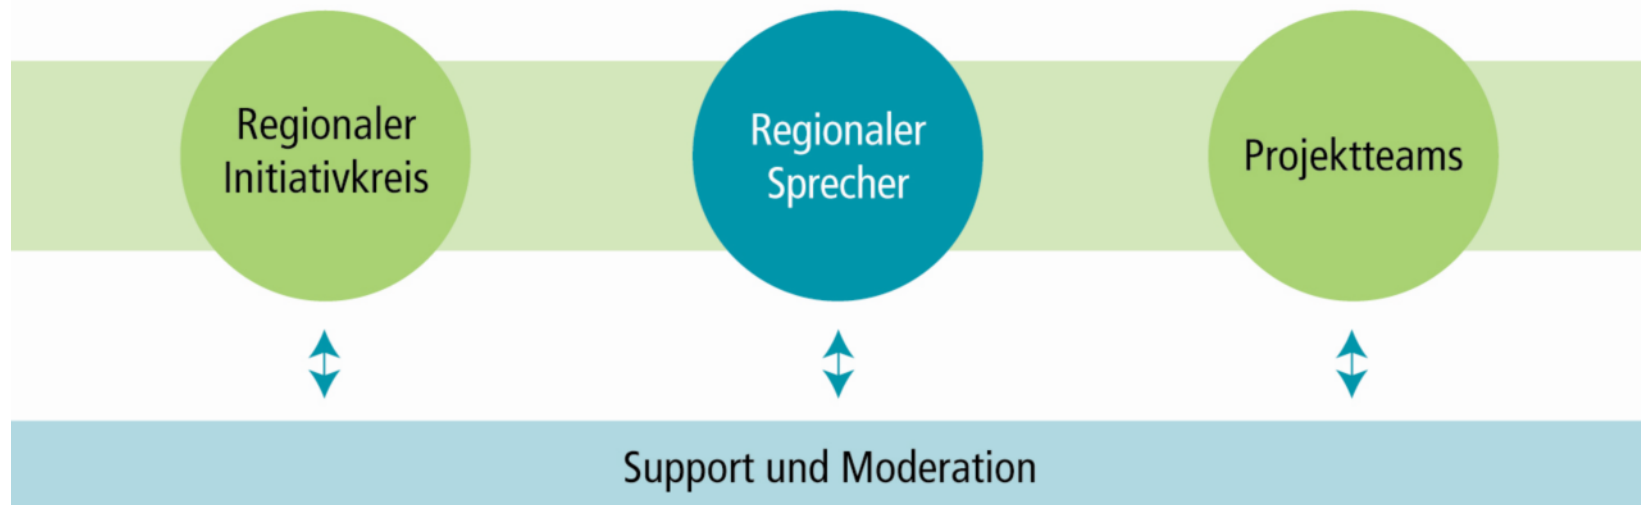 Regionaler
Initiativkreis
Regionaler
Sprecher
Projektteams
Support und Moderation